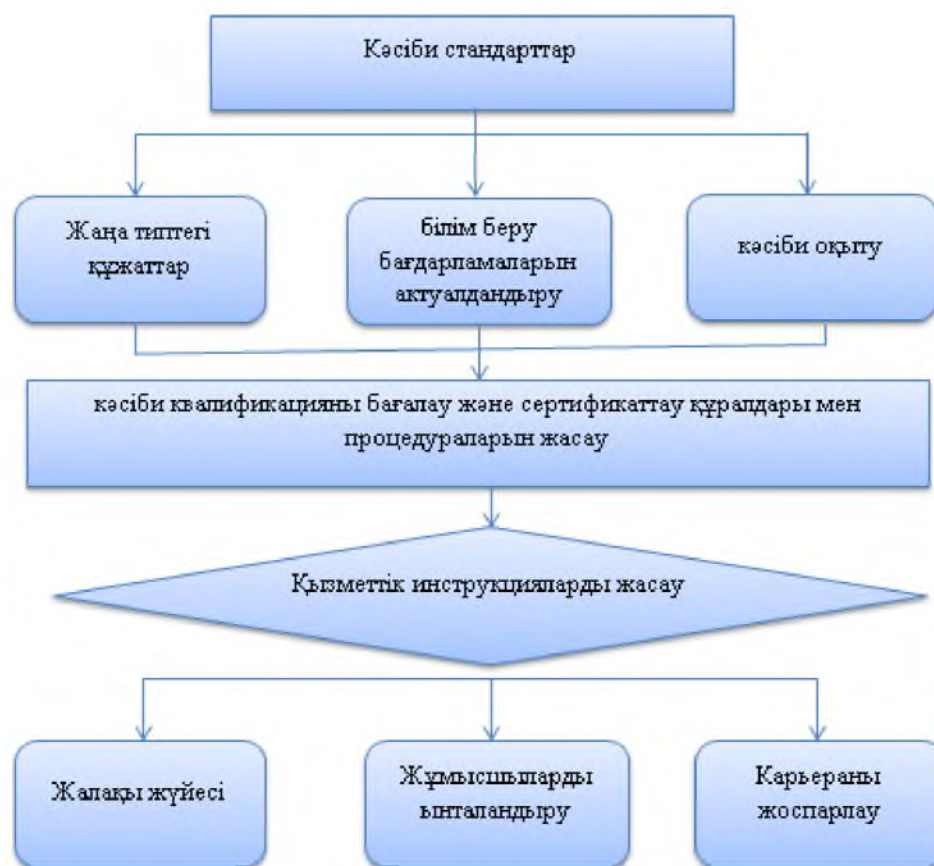 Кәсіби стандарттар
Жаңа типтегі
құжаттар
білім беру
бағдарламаларын
актуалдандыру
кәсіби оқыту
кәсіби квалификацияны бағалау және сертификаттау құралдары мен
процедураларын жасау
Қызметтік инструкцияларды жасау
Жалақы жүйесі
Жұмысшыларды
ынталандыру
Карьераны
жоспарлау